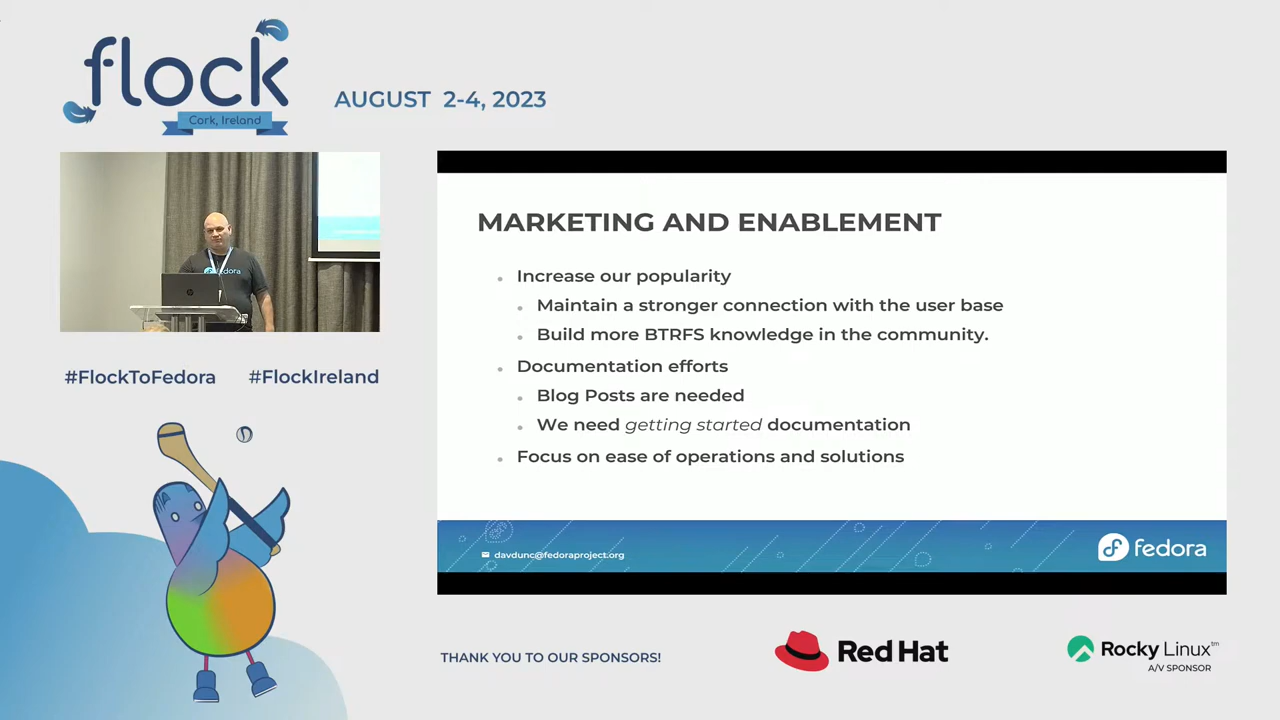 flock
Cork, Ireland
AUGUST 2-4, 2023
fedora
#FlockToFedora #FlockIreland
MARKETING AND ENABLEMENT
Increase our popularity
Maintain a stronger connection with the user base
Build more BTRFS knowledge in the community.
Documentation efforts
Blog Posts are needed
We need getting started documentation
Focus on ease of operations and solutions
davdunc@fedoraproject.org
fedora
THANK YOU TO OUR SPONSORS!
Red Hat
Rocky Linux™
A/V SPONSOR